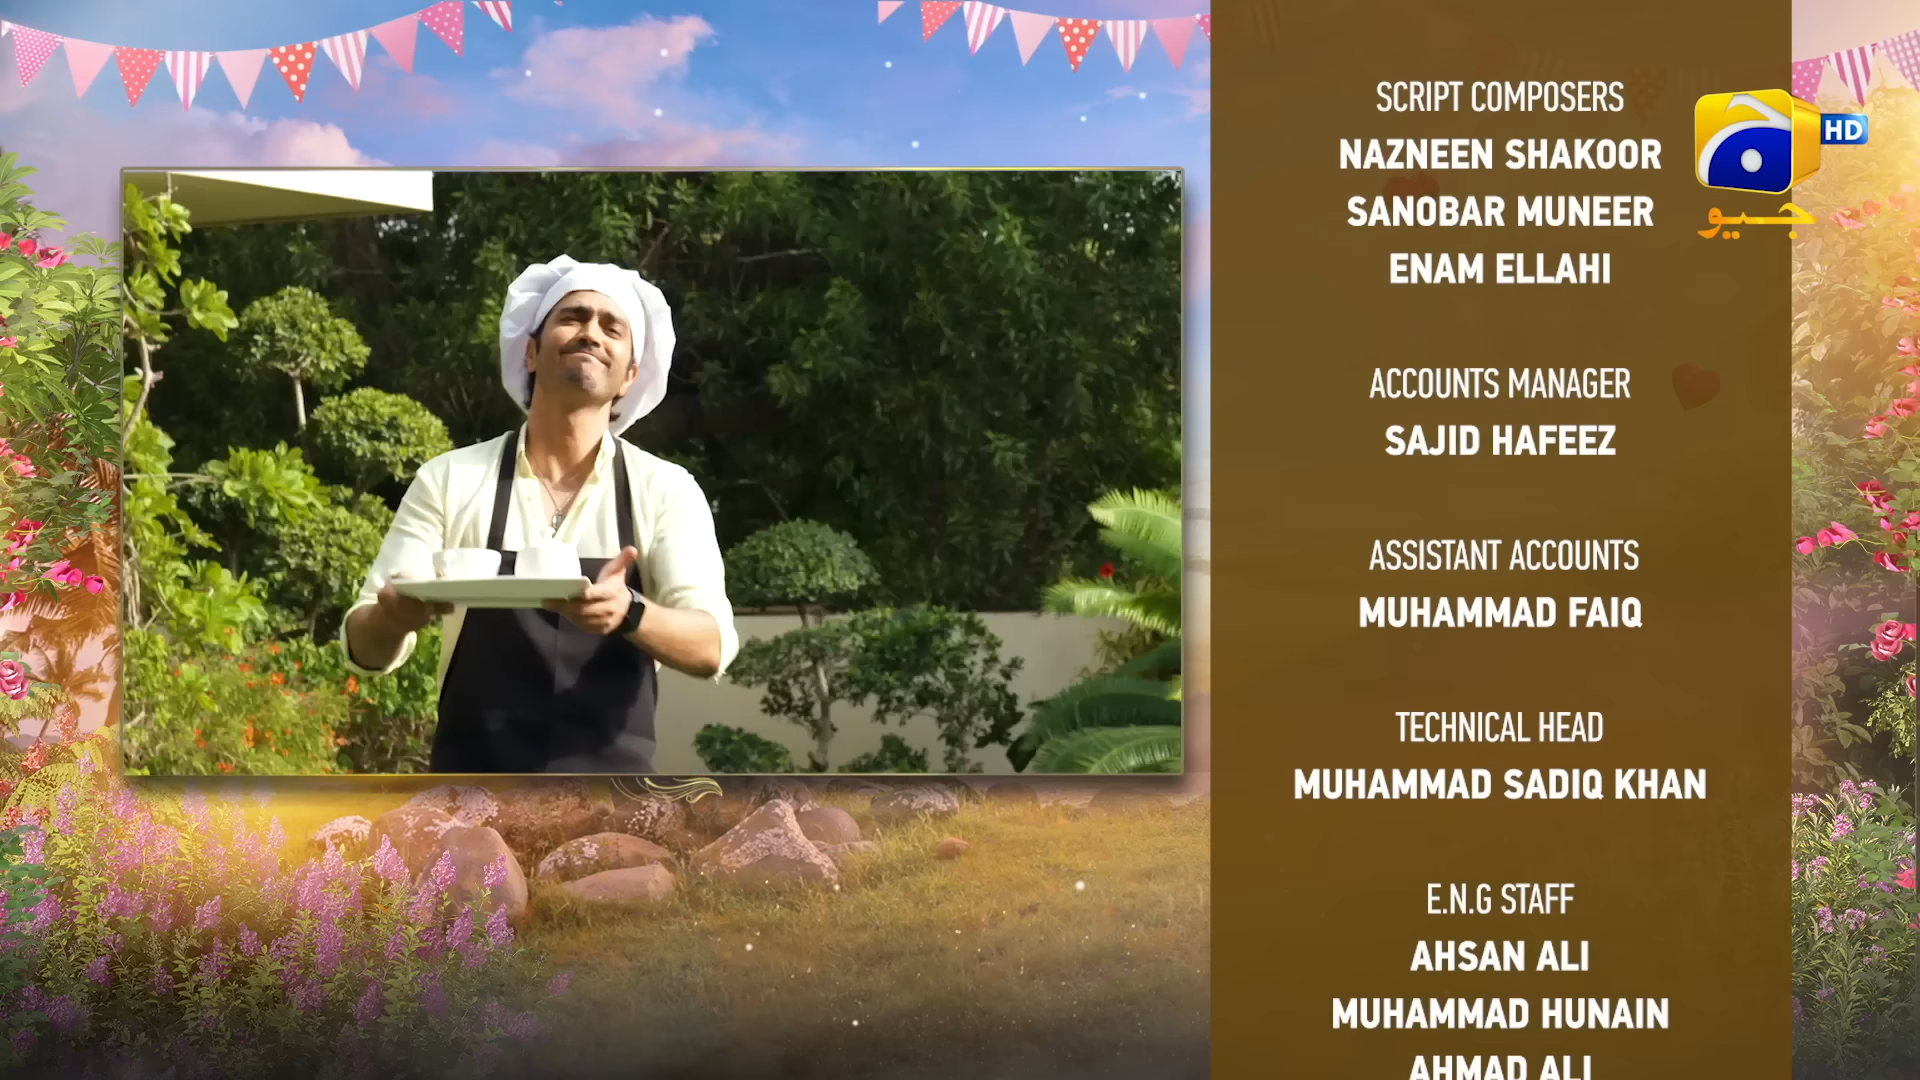 SCRIPT COMPOSERS
NAZNEEN SHAKOOR
SANOBAR MUNEER
ENAM ELLAHI
ACCOUNTS MANAGER
SAJID HAFEEZ
ASSISTANT ACCOUNTS
MUHAMMAD FAIQ
TECHNICAL HEAD
MUHAMMAD SADIQ KHAN
E.N.G STAFF
AHSAN ALI
MUHAMMAD HUNAIN
AHMAD ALI
HD
جیو